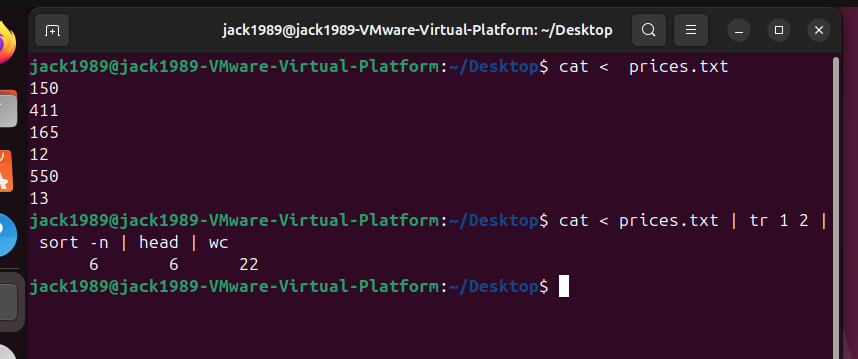 jack1989@jack1989-VMware-Virtual-Platform: ~/Desktop
jack1989@jack1989-VMware-Virtual-Platform:~/Desktop$ cat <  prices.txt
150
411
165
12
550
13
jack1989@jack1989-VMware-Virtual-Platform:~/Desktop$ cat < prices.txt | tr 1 2 |
 sort -n | head | wc
      6       6      22
jack1989@jack1989-VMware-Virtual-Platform:~/Desktop$